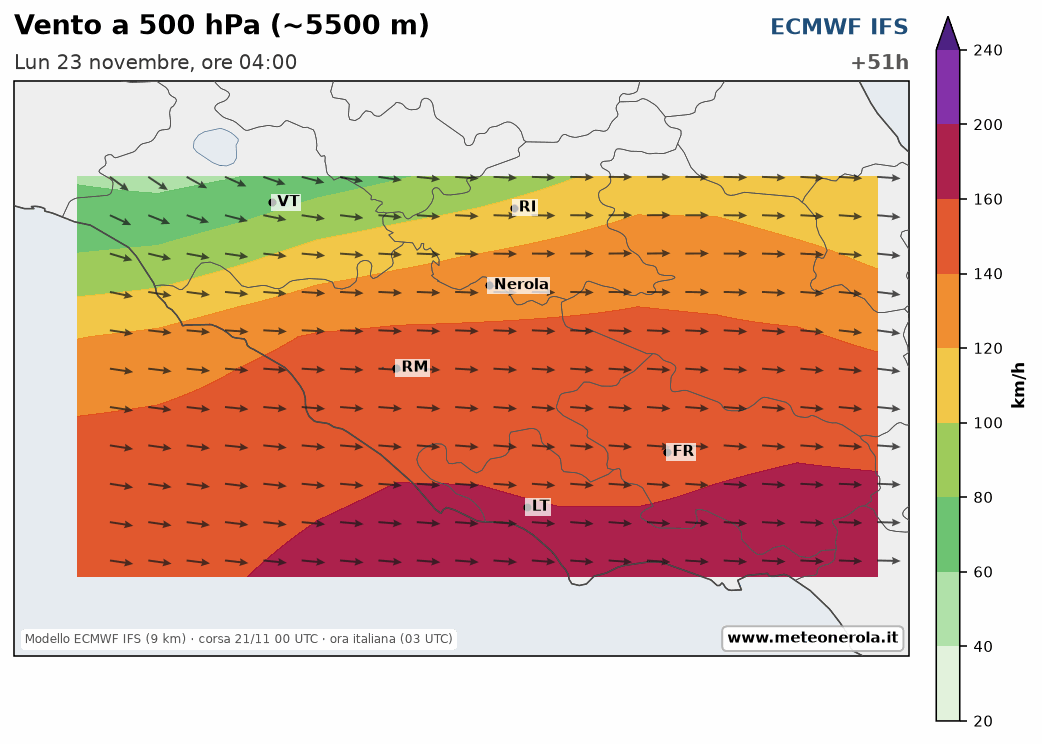 Vento a 500 hPa (~5500 m)
ECMWF IFS
Lun 23 novembre, ore 04:00
+51h
240
200
160
140
120
100
80
60
40
20
km/h
VT
RI
Nerola
RM
FR
LT
Modello ECMWF IFS (9 km) · corsa 21/11 00 UTC · ora italiana (03 UTC)
www.meteonerola.it